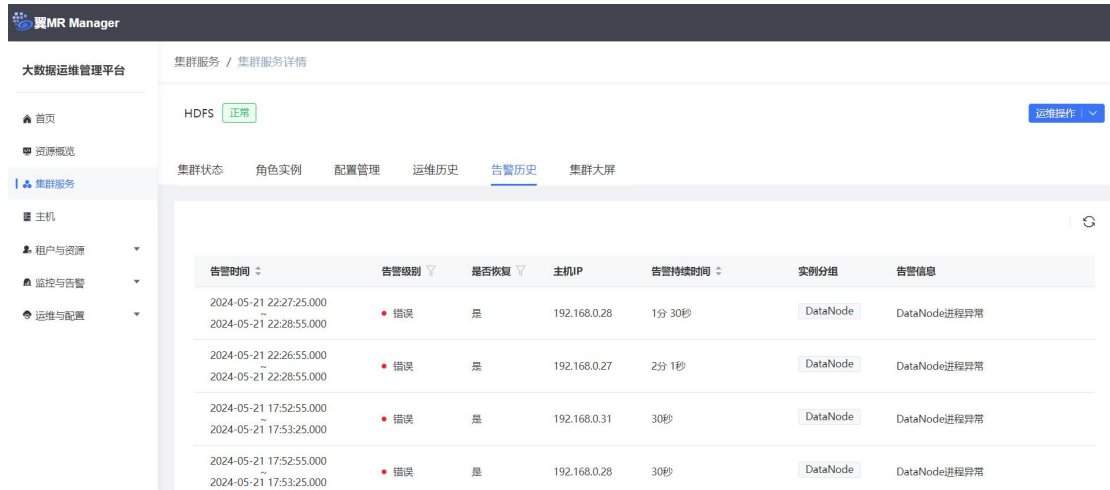 翼MR Manager
大数据运维管理平台
首页
资源概览
集群服务
主机
租户与资源
监控与告警
运维与配置
集群服务 / 集群服务详情
HDFS 正常
运维操作
集群状态 角色实例 配置管理 运维历史 告警历史 集群大屏
告警时间 告警级别 是否恢复 主机IP 告警持续时间 实例分组 告警信息
2024-05-21 22:27:25.000
~
2024-05-21 22:28:55.000
错误 是 192.168.0.28 1分 30秒 DataNode DataNode进程异常
2024-05-21 22:26:55.000
~
2024-05-21 22:28:55.000
错误 是 192.168.0.27 2分 1秒 DataNode DataNode进程异常
2024-05-21 17:52:55.000
~
2024-05-21 17:53:25.000
错误 是 192.168.0.31 30秒 DataNode DataNode进程异常
2024-05-21 17:52:55.000
~
2024-05-21 17:53:25.000
错误 是 192.168.0.28 30秒 DataNode DataNode进程异常